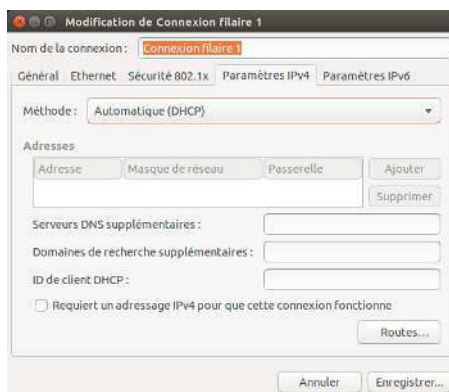 Modification de Connexion filaire 1
Nom de la connexion : Connexion filaire 1
Général Ethernet Sécurité 802.1x Paramètres IPv4 Paramètres IPv6
Méthode : Automatique (DHCP)
Adresses
Adresse Masque de réseau Passerelle Ajouter
Supprimer
Serveurs DNS supplémentaires :
Domaines de recherche supplémentaires :
ID de client DHCP :
Requiert un adressage IPv4 pour que cette connexion fonctionne
Routes...
Annuler Enregistrer...